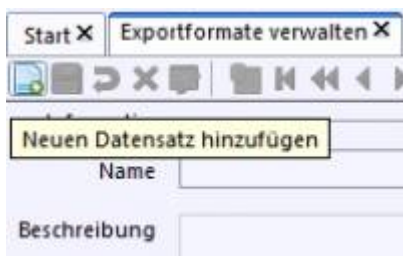 Start Exportformate verwalten
Neuen Datensatz hinzufügen
Name
Beschreibung